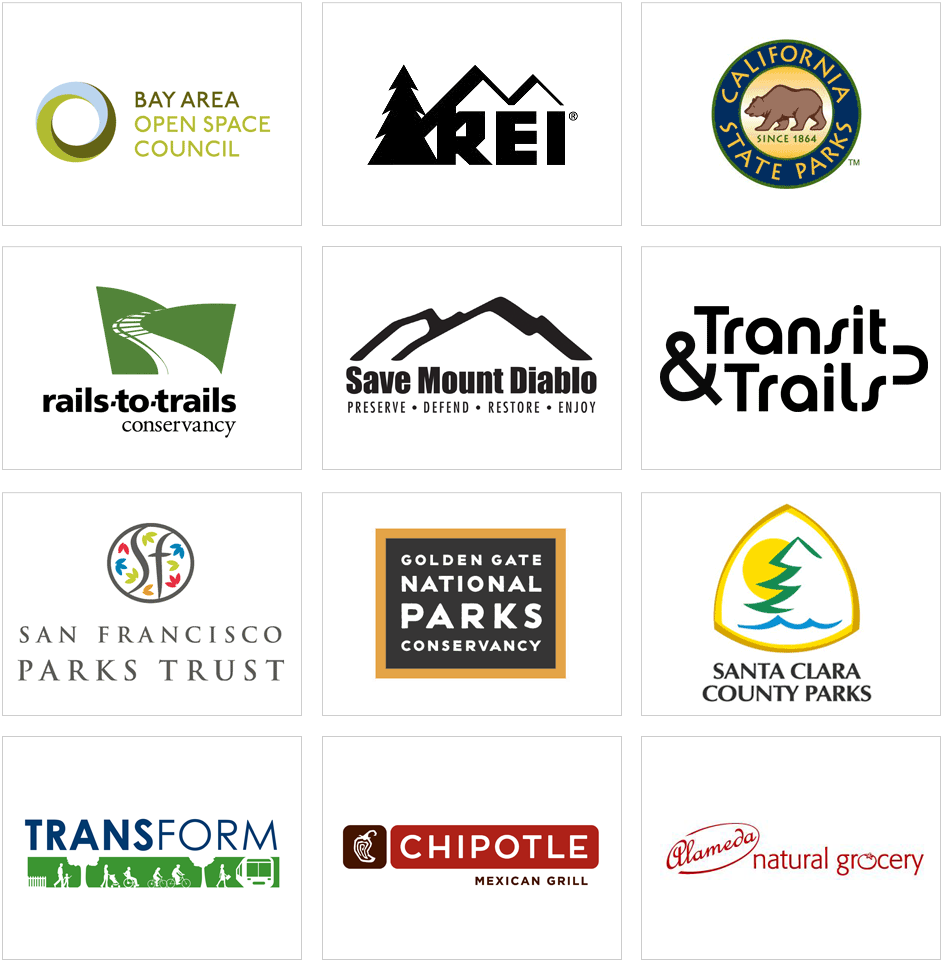 BAY AREA
OPEN SPACE
COUNCIL
REI®
CALIFORNIA
SINCE 1864
STATE PARKS
TM
rails·to·trails
conservancy
Save Mount Diablo
PRESERVE • DEFEND • RESTORE • ENJOY
Transit
& Trails
sf
SAN FRANCISCO
PARKS TRUST
GOLDEN GATE
NATIONAL
PARKS
CONSERVANCY
SANTA CLARA
COUNTY PARKS
TRANSFORM
CHIPOTLE
MEXICAN GRILL
Alameda
natural grocery